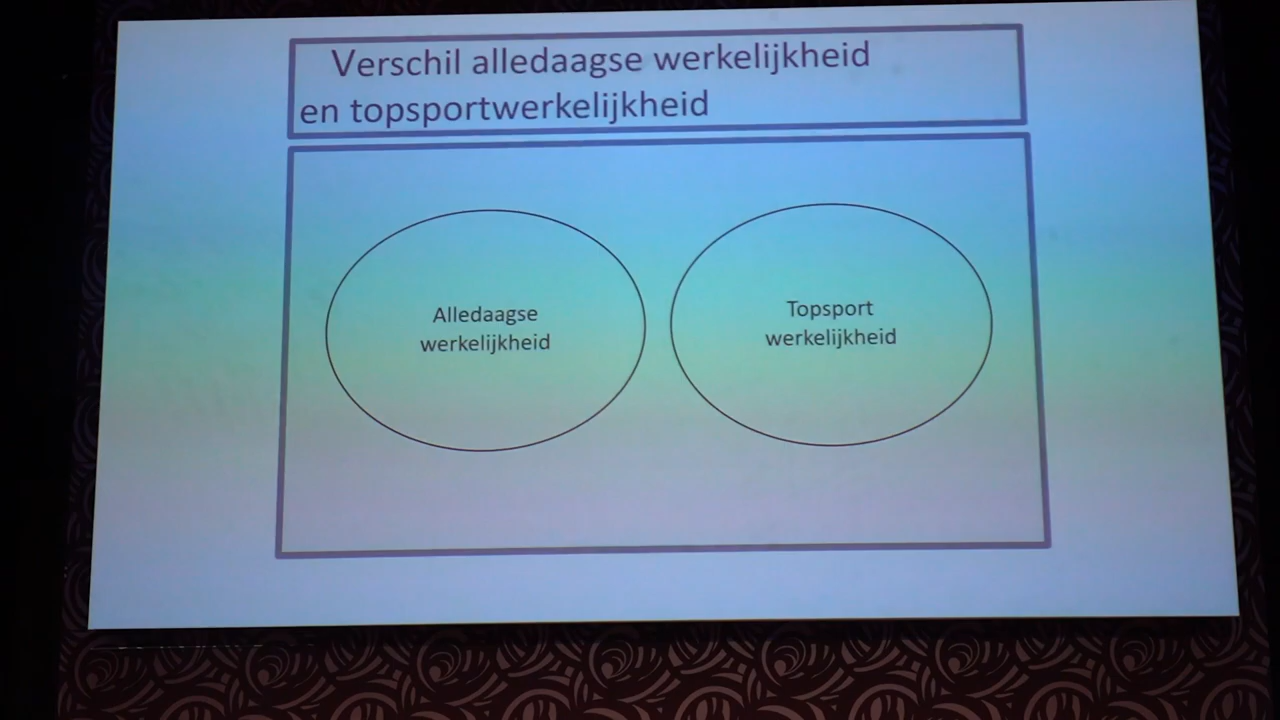 Verschil alledaagse werkelijkheid
en topsportwerkelijkheid
Alledaagse
werkelijkheid
Topsport
werkelijkheid